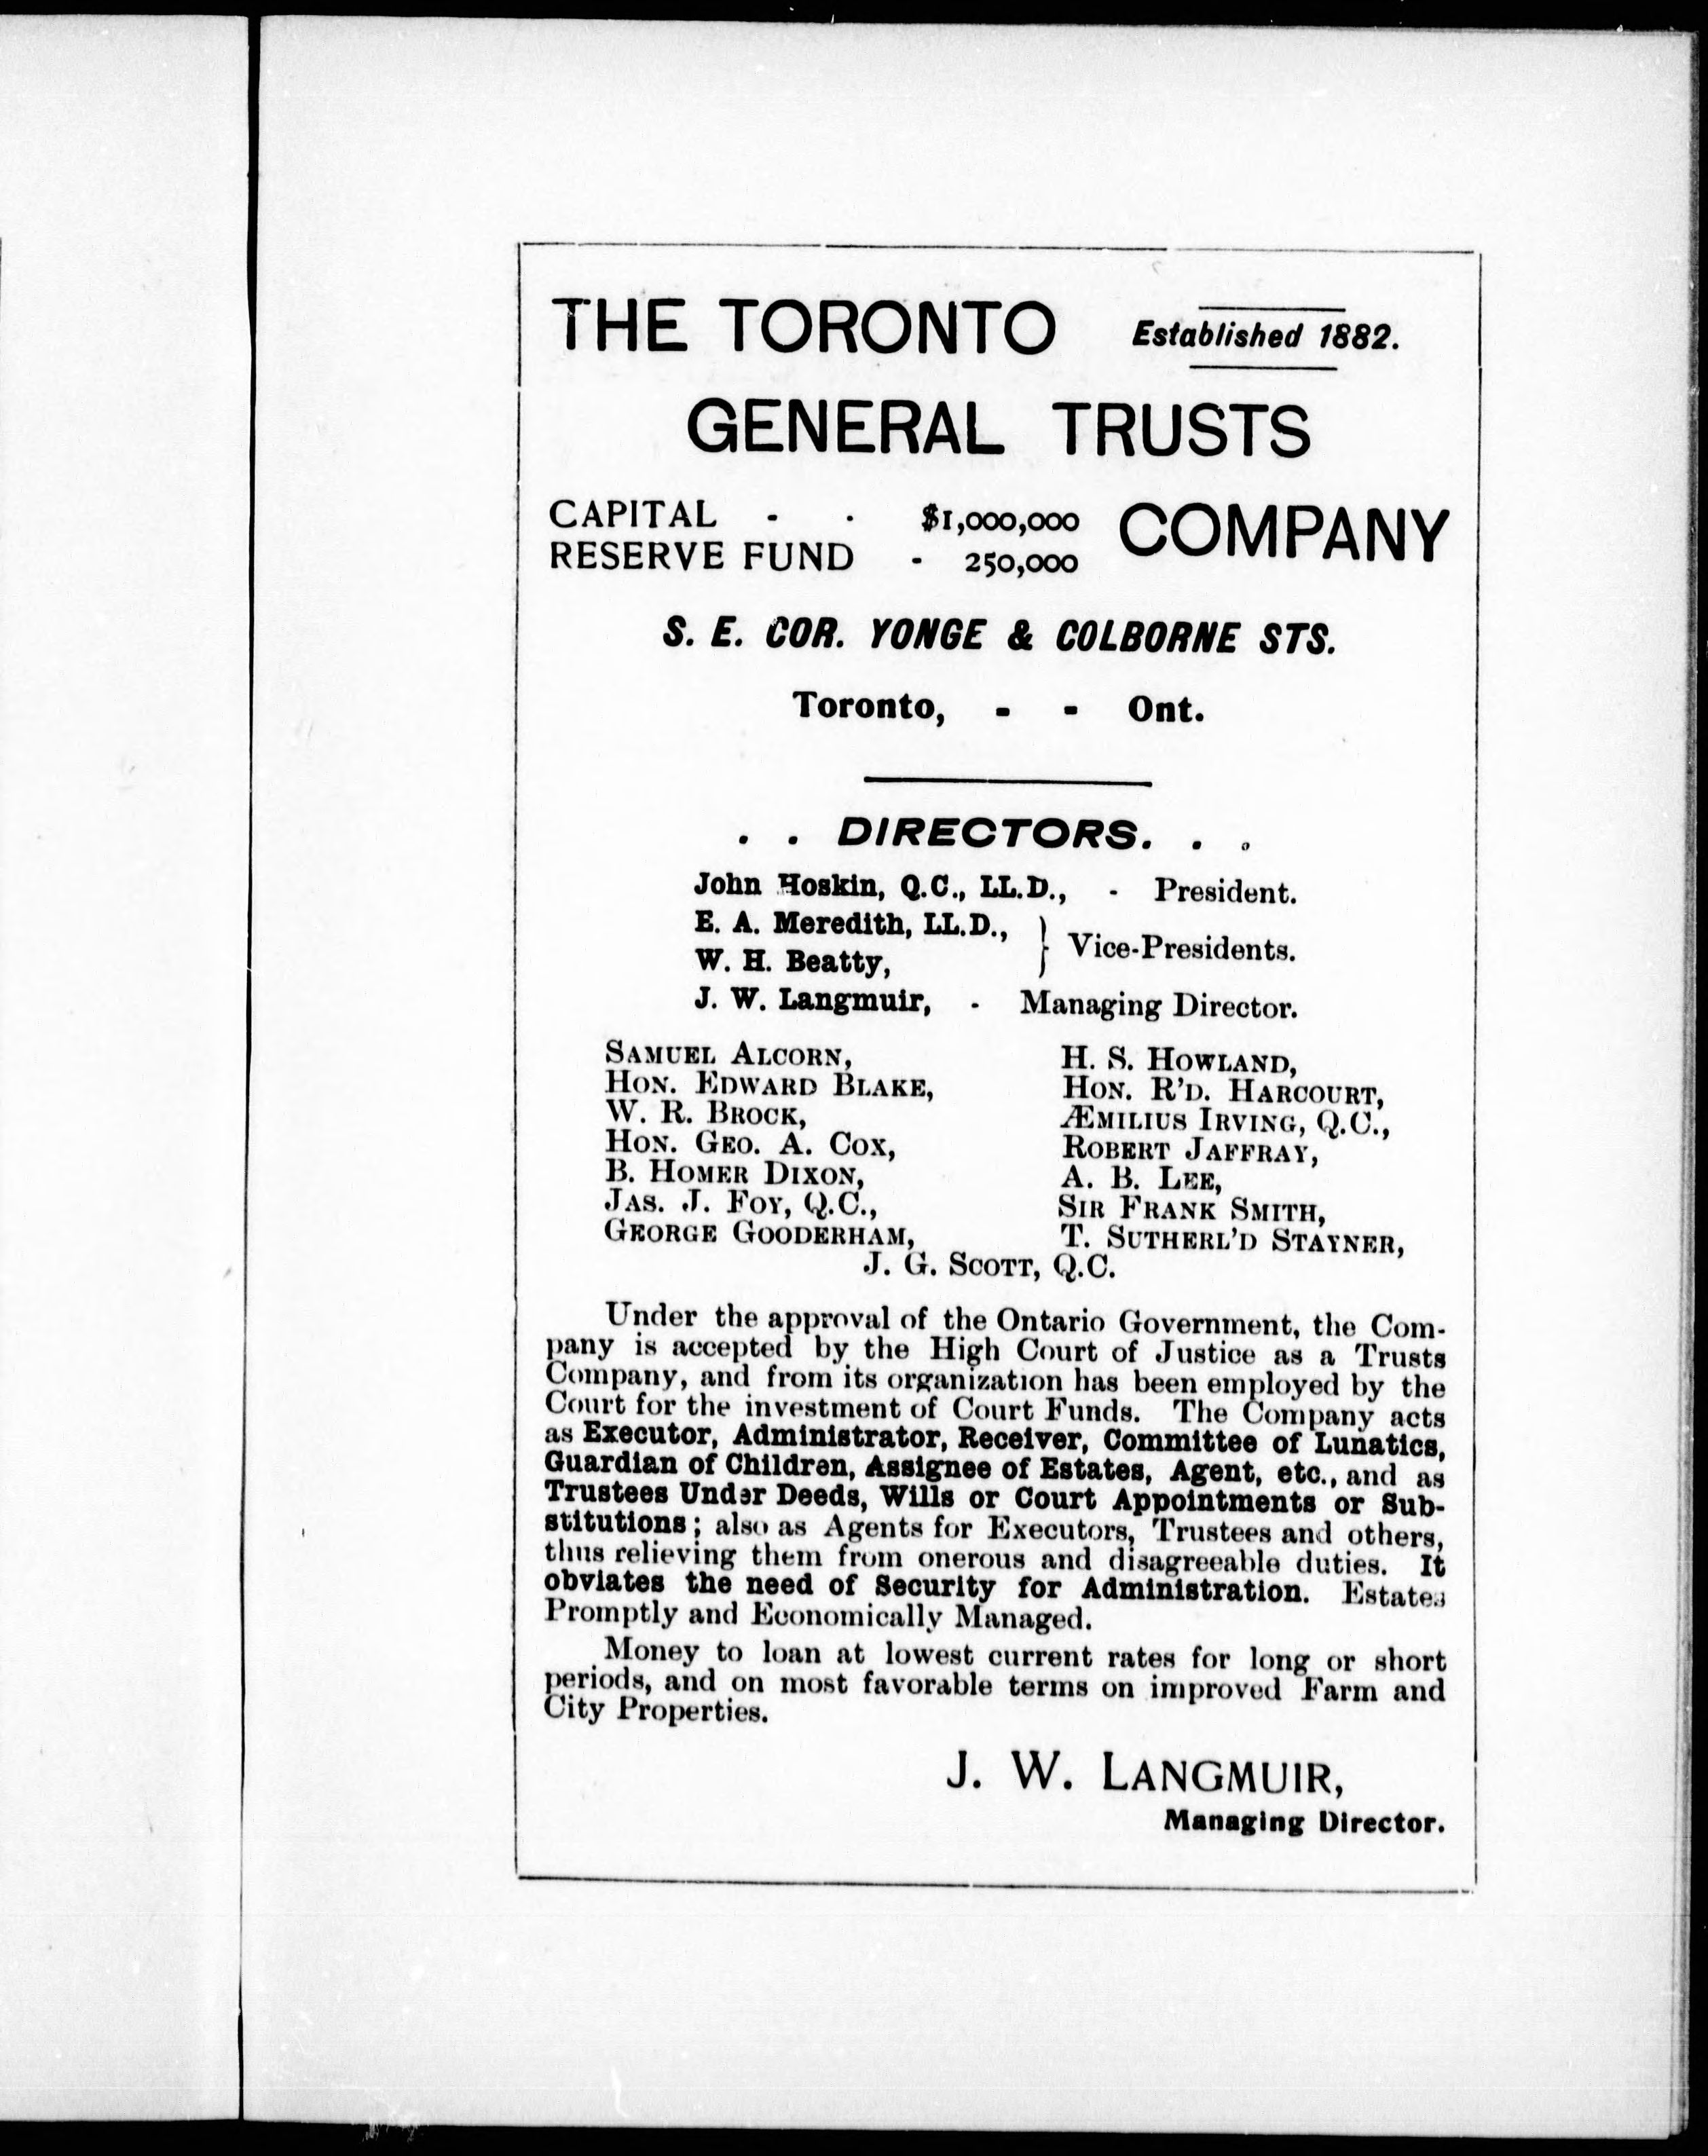 THE TORONTO Established 1882.
GENERAL TRUSTS
COMPANY
CAPITAL - - $1,000,000
RESERVE FUND - 250,000
S. E. COR. YONGE & COLBORNE STS.
Toronto, - - Ont.
. . DIRECTORS. . .
John Hoskin, Q.C., LL.D., - President.
E. A. Meredith, LL.D.,
W. H. Beatty,
} Vice-Presidents.
J. W. Langmuir, - Managing Director.
SAMUEL ALCORN,
HON. EDWARD BLAKE,
W. R. BROCK,
HON. GEO. A. COX,
B. HOMER DIXON,
JAS. J. FOY, Q.C.,
GEORGE GOODERHAM,
H. S. HOWLAND,
HON. R'D. HARCOURT,
ÆMILIUS IRVING, Q.C.,
ROBERT JAFFRAY,
A. B. LEE,
SIR FRANK SMITH,
T. SUTHERL'D STAYNER,
J. G. SCOTT, Q.C.
Under the approval of the Ontario Government, the Com-
pany is accepted by the High Court of Justice as a Trusts
Company, and from its organization has been employed by the
Court for the investment of Court Funds. The Company acts
as Executor, Administrator, Receiver, Committee of Lunatics,
Guardian of Children, Assignee of Estates, Agent, etc., and as
Trustees Under Deeds, Wills or Court Appointments or Sub-
stitutions; also as Agents for Executors, Trustees and others,
thus relieving them from onerous and disagreeable duties. It
obviates the need of Security for Administration. Estates
Promptly and Economically Managed.
Money to loan at lowest current rates for long or short
periods, and on most favorable terms on improved Farm and
City Properties.
J. W. LANGMUIR,
Managing Director.